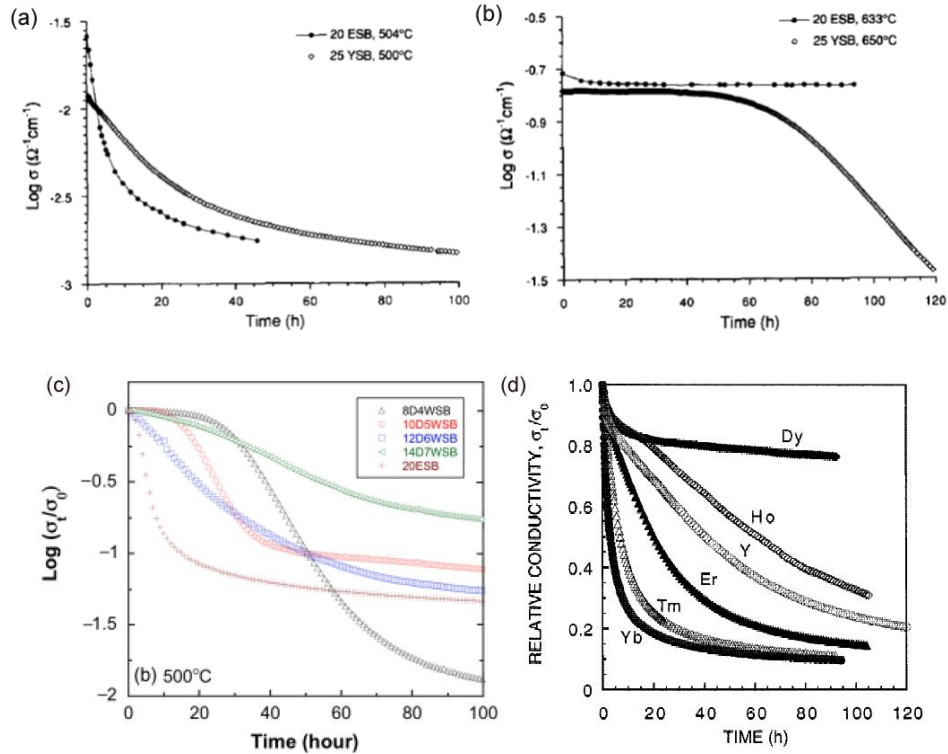 (a)
-1.5
-2
-2.5
-3
Log σ (Ω⁻¹cm⁻¹)
20 ESB, 504°C
25 YSB, 500°C
0 20 40 60 80 100
Time (h)
(b)
-0.5
-0.7
-0.9
-1.1
-1.3
-1.5
Log σ (Ω⁻¹cm⁻¹)
20 ESB, 633°C
25 YSB, 650°C
0 20 40 60 80 100 120
Time (h)
(c)
0
−0.5
−1
−1.5
−2
Log (σt/σ0)
8D4WSB
10D5WSB
12D6WSB
14D7WSB
20ESB
(b) 500°C
0 20 40 60 80 100
Time (hour)
(d)
1.0
0.8
0.6
0.4
0.2
0
RELATIVE CONDUCTIVITY, σt/σ0
Dy
Ho
Y
Er
Tm
Yb
0 20 40 60 80 100 120
TIME (h)